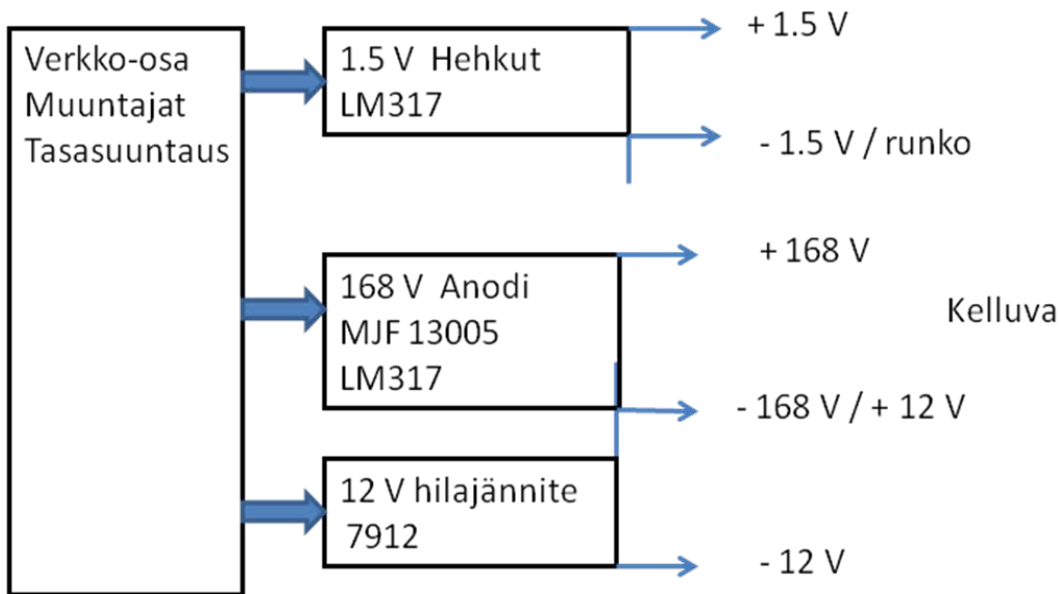 Verkko-osa
Muuntajat
Tasasuuntaus
1.5 V Hehkut
LM317
+ 1.5 V
- 1.5 V / runko
168 V Anodi
MJF 13005
LM317
+ 168 V
Kelluva
- 168 V / + 12 V
12 V hilajännite
7912
- 12 V